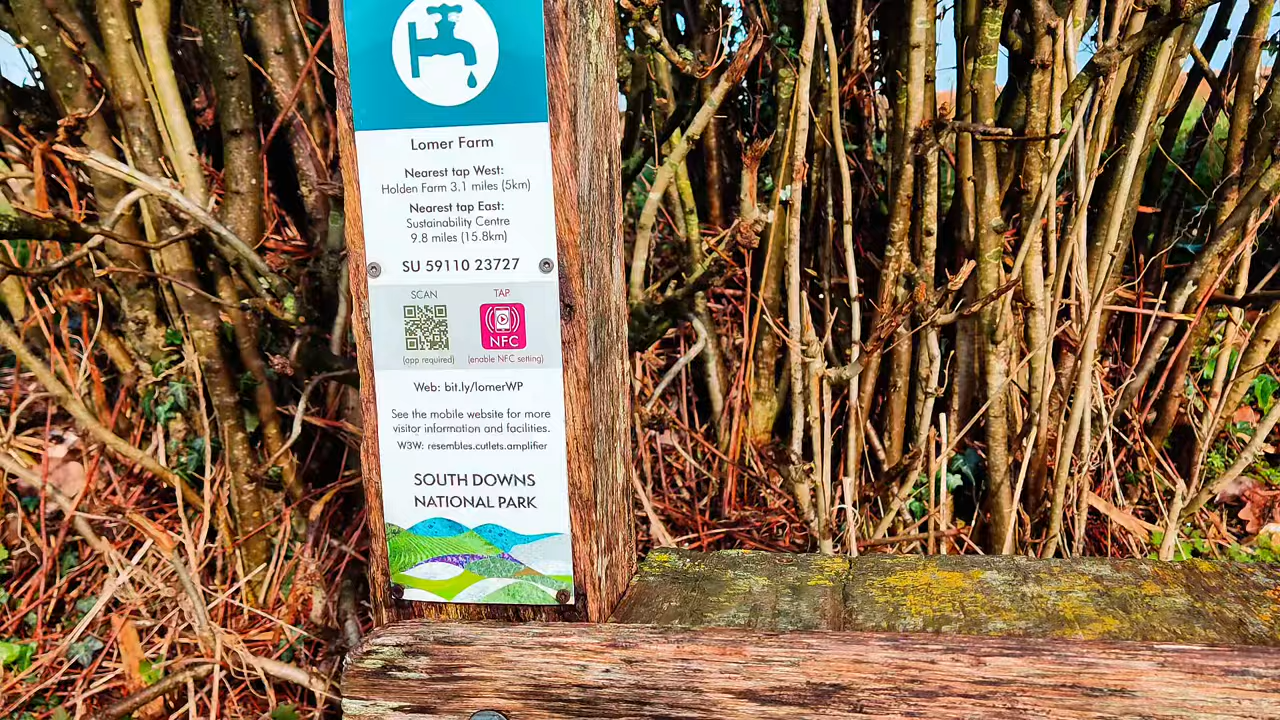 Lomer Farm
Nearest tap West:
Holden Farm 3.1 miles (5km)
Nearest tap East:
Sustainability Centre
9.8 miles (15.8km)
SU 59110 23727
SCAN
TAP
NFC
(app required)
(enable NFC setting)
Web: bit.ly/lomerWP
See the mobile website for more
visitor information and facilities.
W3W: resembles.cutlets.amplifier
SOUTH DOWNS
NATIONAL PARK